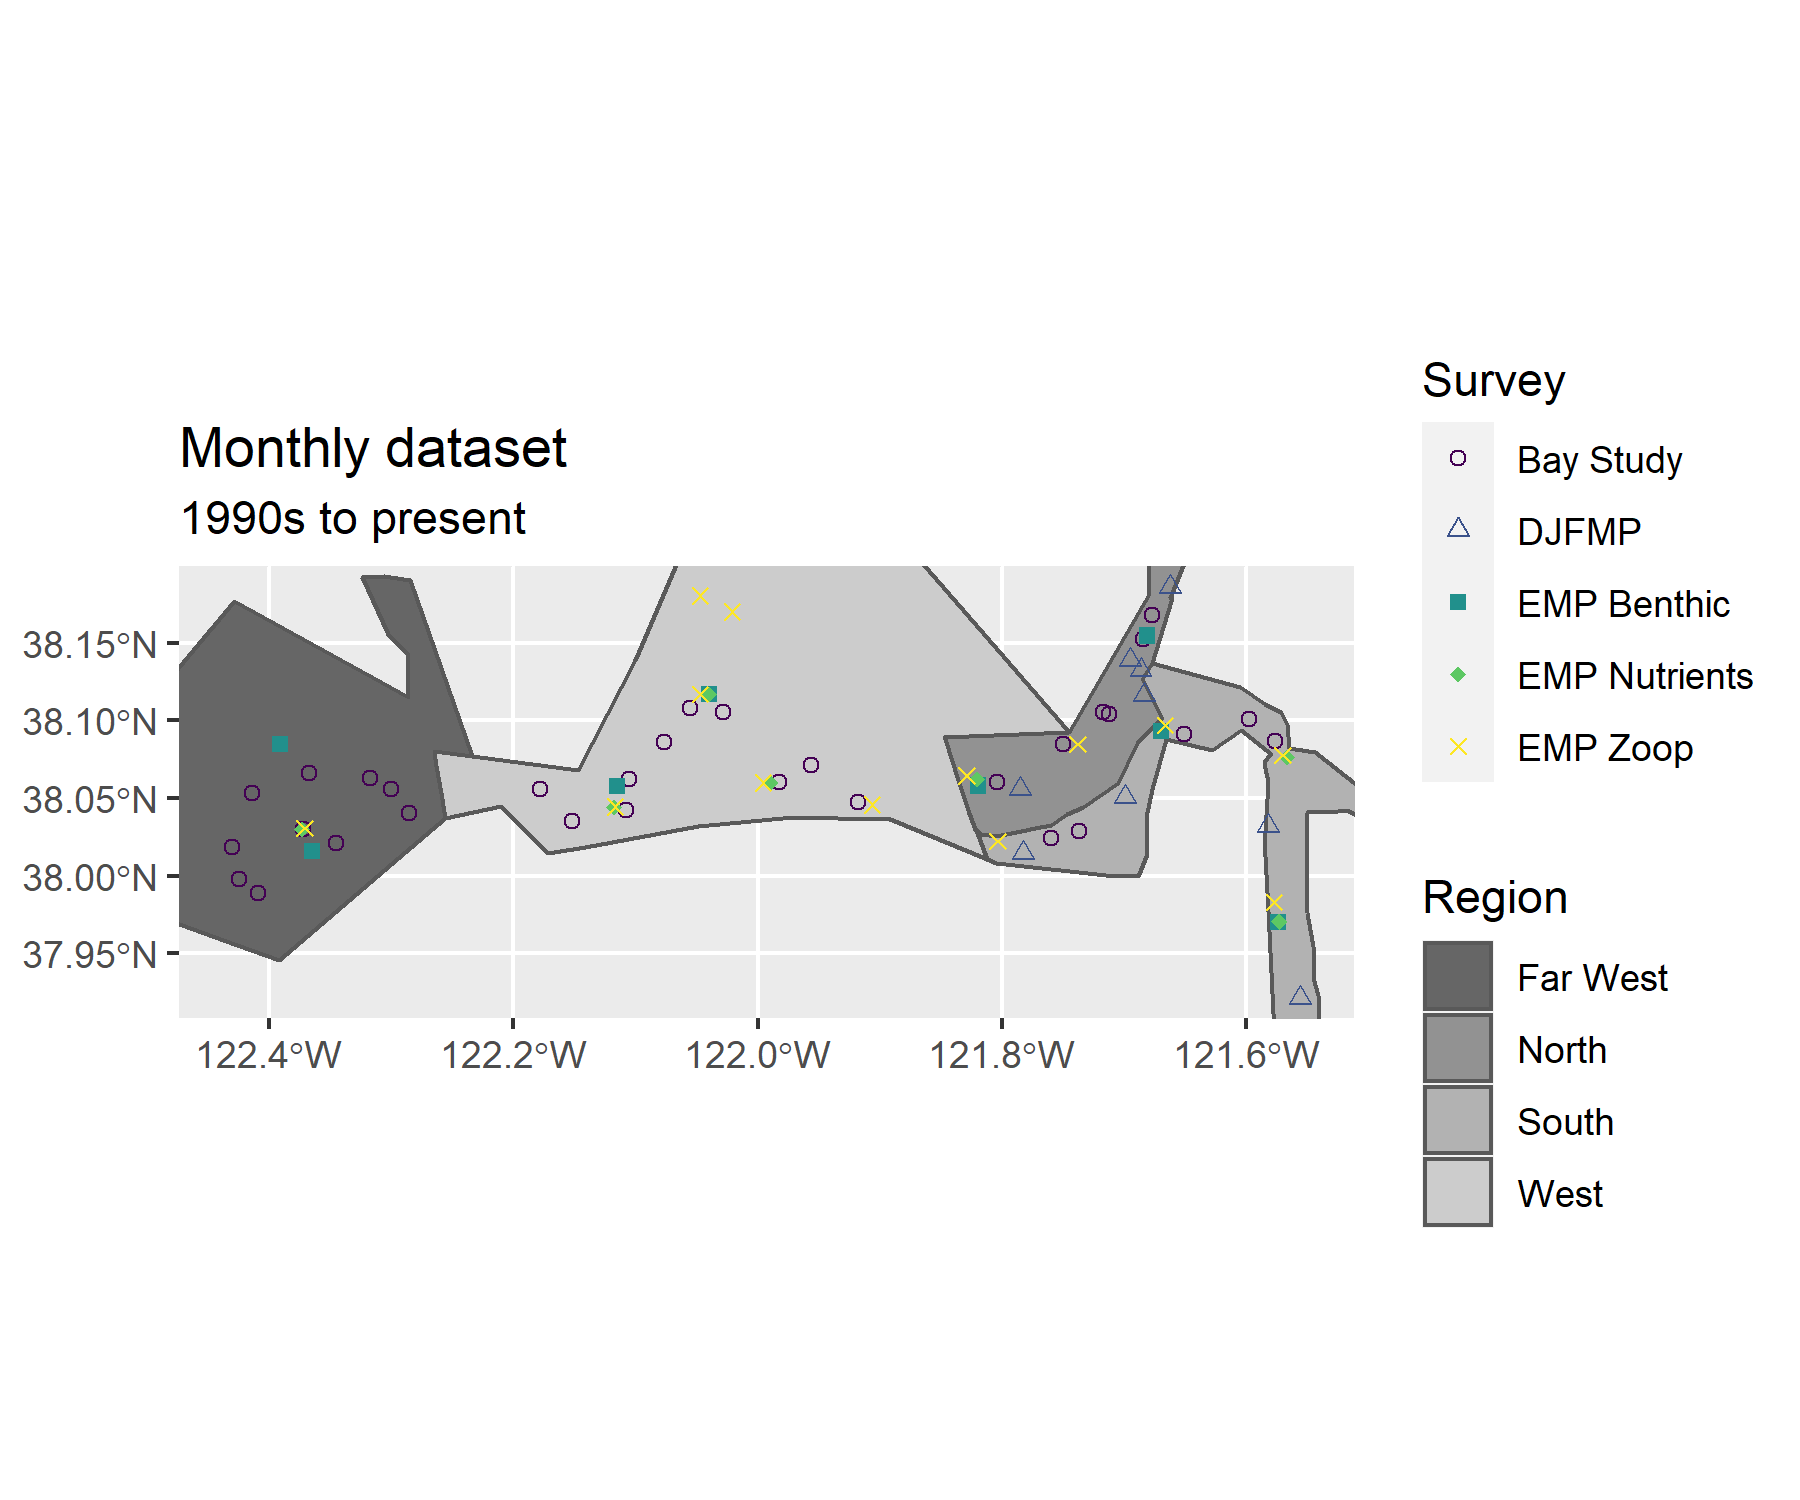 Monthly dataset
1990s to present
38.15°N
38.10°N
38.05°N
38.00°N
37.95°N
122.4°W
122.2°W
122.0°W
121.8°W
121.6°W
Survey
Bay Study
DJFMP
EMP Benthic
EMP Nutrients
EMP Zoop
Region
Far West
North
South
West